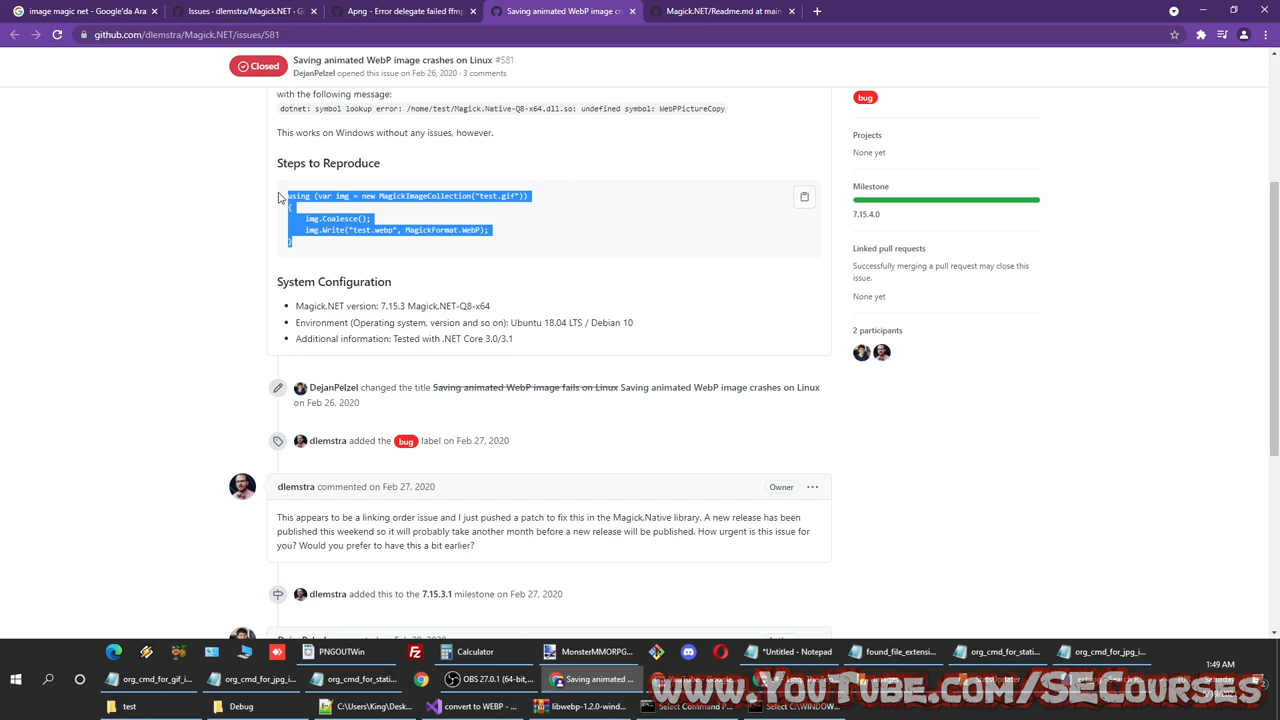 image magic net - Google'da Ara
Issues · dlemstra/Magick.NET
Apng encode/decode · dlemstra/
Saving animated WebP image cra
Magick.NET/Readme.md at main
github.com/dlemstra/Magick.NET/issues/581
Closed
Saving animated WebP image crashes on Linux #581
DejanPelzel opened this issue on Feb 26, 2020 · 3 comments
with the following message:
dotnet: symbol lookup error: /home/test/Magick.Native-Q8-x64.dll.so: undefined symbol: WebPPictureCopy
This works on Windows without any issues, however.
Steps to Reproduce
using (var img = new MagickImageCollection("test.gif"))
{
img.Coalesce();
img.Write("test.webp", MagickFormat.WebP);
}
System Configuration
• Magick.NET version: 7.15.3 Magick.NET-Q8-x64
• Environment (Operating system, version and so on): Ubuntu 18.04 LTS / Debian 10
• Additional information: Tested with .NET Core 3.0/3.1
DejanPelzel changed the title Saving animated WebP image fails on Linux Saving animated WebP image crashes on Linux
on Feb 26, 2020
dlemstra added the bug label on Feb 27, 2020
dlemstra commented on Feb 27, 2020
Owner
This appears to be a linking order issue and I just pushed a patch to fix this in the Magick.Native library. A new release has been
published this weekend so it will probably take another month before a new release will be published. How urgent is this issue for
you? Would you prefer to have this a bit earlier?
dlemstra added this to the 7.15.3.1 milestone on Feb 27, 2020
bug
Projects
None yet
Milestone
7.15.4.0
Linked pull requests
Successfully merging a pull request may close this
issue.
None yet
2 participants
PNGOUTWin
Calculator
MonsterMMORPG...
*Untitled - Notepad
found_file_extensi...
org_cmd_for_stati...
org_cmd_for_jpg_i...
1:49 AM
org_cmd_for_gif_i...
org_cmd_for_jpg_i...
org_cmd_for_stati...
OBS 27.0.1 (64-bit...
Saving animated ...
Saturday
www.YouTube.com/SECourses
test
Debug
C:\Users\King\Desk...
convert to WEBP - ...
libwebp-1.2.0-win...
Select Command P...
Select C:\WINDOW...